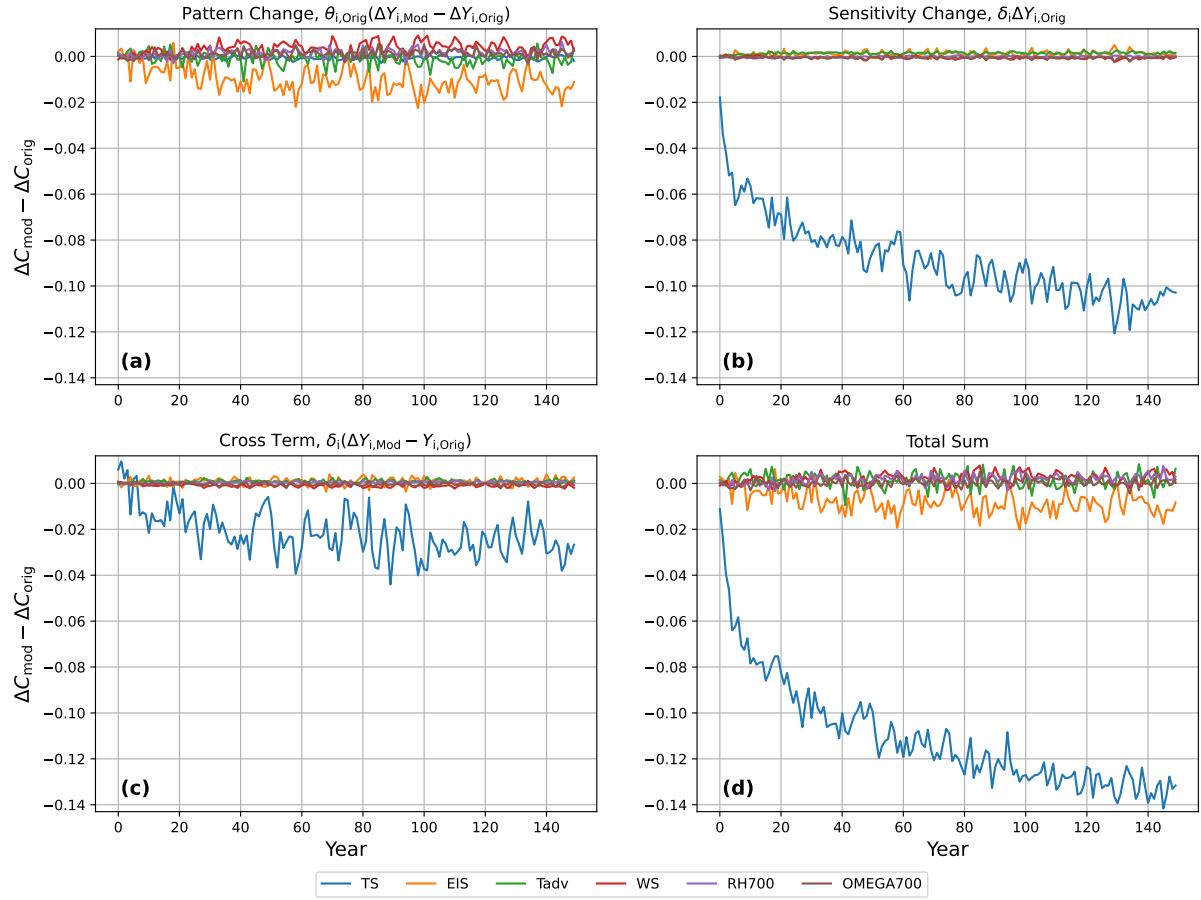 Pattern Change, θi,Orig(ΔYi,Mod − ΔYi,Orig)
Sensitivity Change, δiΔYi,Orig
0.00
−0.02
−0.04
−0.06
−0.08
−0.10
−0.12
−0.14
ΔCmod − ΔCorig
(a)
0 20 40 60 80 100 120 140
0.00
−0.02
−0.04
−0.06
−0.08
−0.10
−0.12
−0.14
(b)
0 20 40 60 80 100 120 140
Cross Term, δi(ΔYi,Mod − Yi,Orig)
Total Sum
0.00
−0.02
−0.04
−0.06
−0.08
−0.10
−0.12
−0.14
ΔCmod − ΔCorig
(c)
0 20 40 60 80 100 120 140
Year
0.00
−0.02
−0.04
−0.06
−0.08
−0.10
−0.12
−0.14
(d)
0 20 40 60 80 100 120 140
Year
TS EIS Tadv WS RH700 OMEGA700